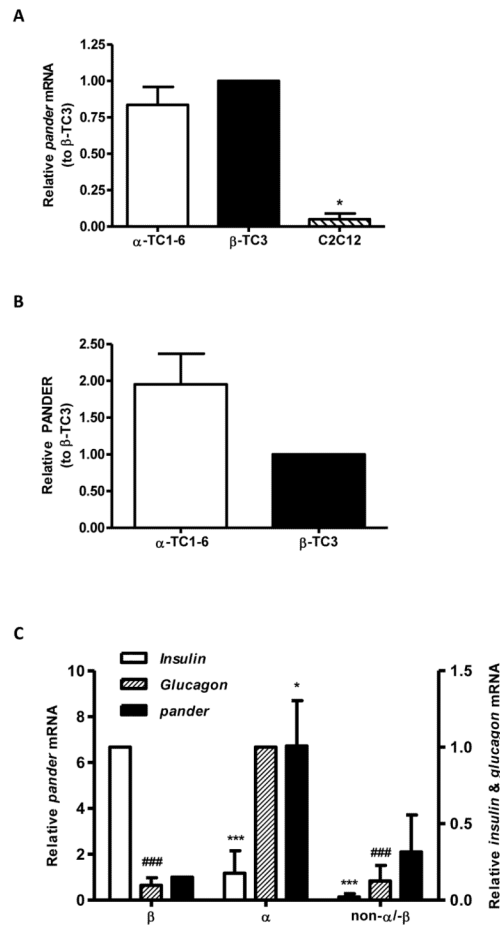 A
Relative pander mRNA
(to β-TC3)
1.25
1.00
0.75
0.50
0.25
0.00
*
α-TC1-6
β-TC3
C2C12
B
Relative PANDER
(to β-TC3)
2.50
2.00
1.50
1.00
0.50
0.00
α-TC1-6
β-TC3
C
Insulin
Glucagon
pander
Relative pander mRNA
10
8
6
4
2
0
###
***
*
***
###
1.5
1.0
0.5
0.0
Relative insulin & glucagon mRNA
β
α
non-α/-β